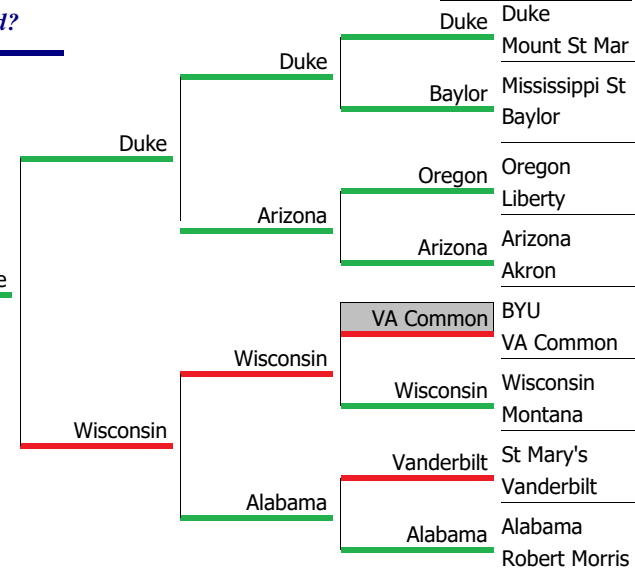 d?
Duke
Mount St Mar
Mississippi St
Baylor
Oregon
Liberty
Arizona
Akron
BYU
VA Common
Wisconsin
Montana
St Mary's
Vanderbilt
Alabama
Robert Morris
Duke
Baylor
Oregon
Arizona
VA Common
Wisconsin
Vanderbilt
Alabama
Duke
Arizona
Wisconsin
Alabama
Duke
Wisconsin
e